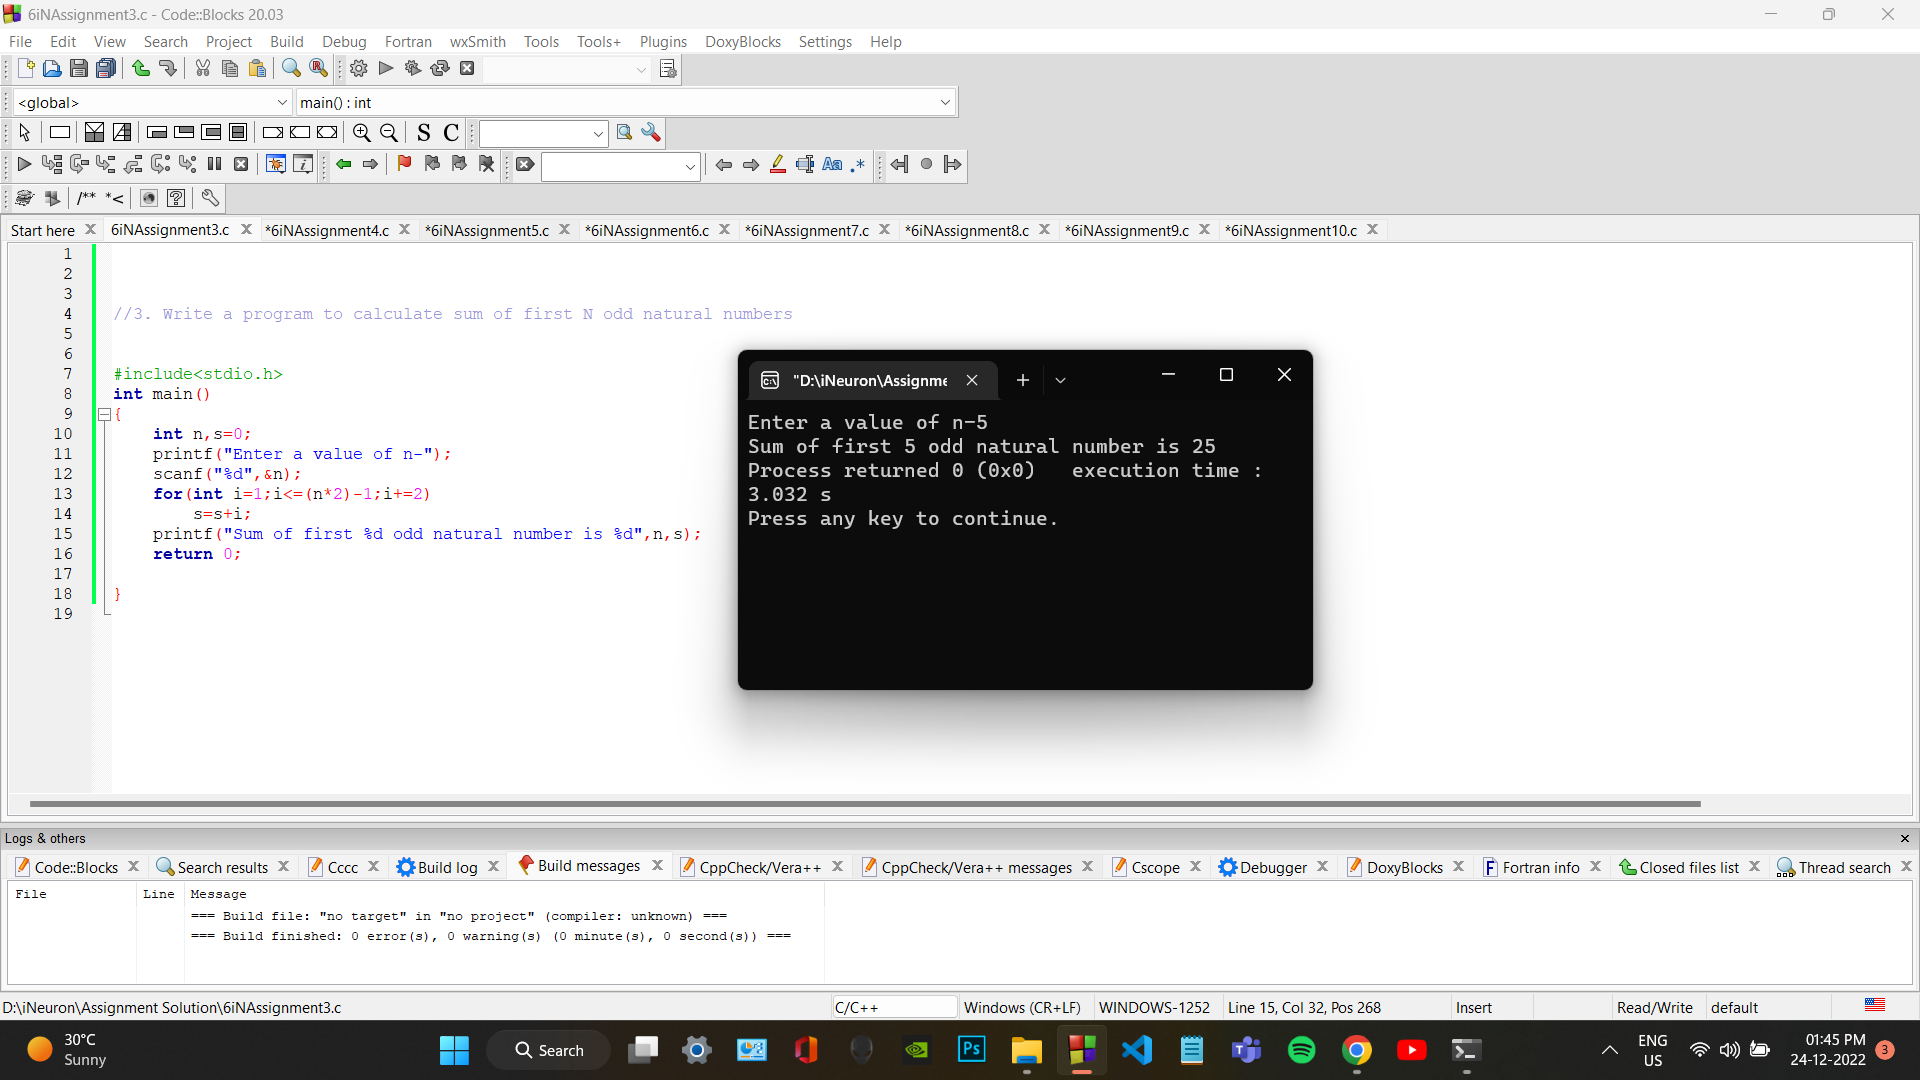 6iNAssignment3.c - Code::Blocks 20.03
File Edit View Search Project Build Debug Fortran wxSmith Tools Tools+ Plugins DoxyBlocks Settings Help
<global> main() : int
S C
Aa .*
/** *<
Start here 6iNAssignment3.c *6iNAssignment4.c *6iNAssignment5.c *6iNAssignment6.c *6iNAssignment7.c *6iNAssignment8.c *6iNAssignment9.c *6iNAssignment10.c
1
2
3
4 //3. Write a program to calculate sum of first N odd natural numbers
5
6
7 #include<stdio.h>
8 int main()
9 {
10 int n,s=0;
11 printf("Enter a value of n-");
12 scanf("%d",&n);
13 for(int i=1;i<=(n*2)-1;i+=2)
14 s=s+i;
15 printf("Sum of first %d odd natural number is %d",n,s);
16 return 0;
17
18 }
19
"D:\iNeuron\Assignme
Enter a value of n-5
Sum of first 5 odd natural number is 25
Process returned 0 (0x0)   execution time :
3.032 s
Press any key to continue.
Logs & others
Code::Blocks Search results Cccc Build log Build messages CppCheck/Vera++ CppCheck/Vera++ messages Cscope Debugger DoxyBlocks Fortran info Closed files list Thread search
File Line Message
=== Build file: "no target" in "no project" (compiler: unknown) ===
=== Build finished: 0 error(s), 0 warning(s) (0 minute(s), 0 second(s)) ===
D:\iNeuron\Assignment Solution\6iNAssignment3.c C/C++ Windows (CR+LF) WINDOWS-1252 Line 15, Col 32, Pos 268 Insert Read/Write default
30°C
Sunny
Search
Ps
ENG
US
01:45 PM
24-12-2022
3